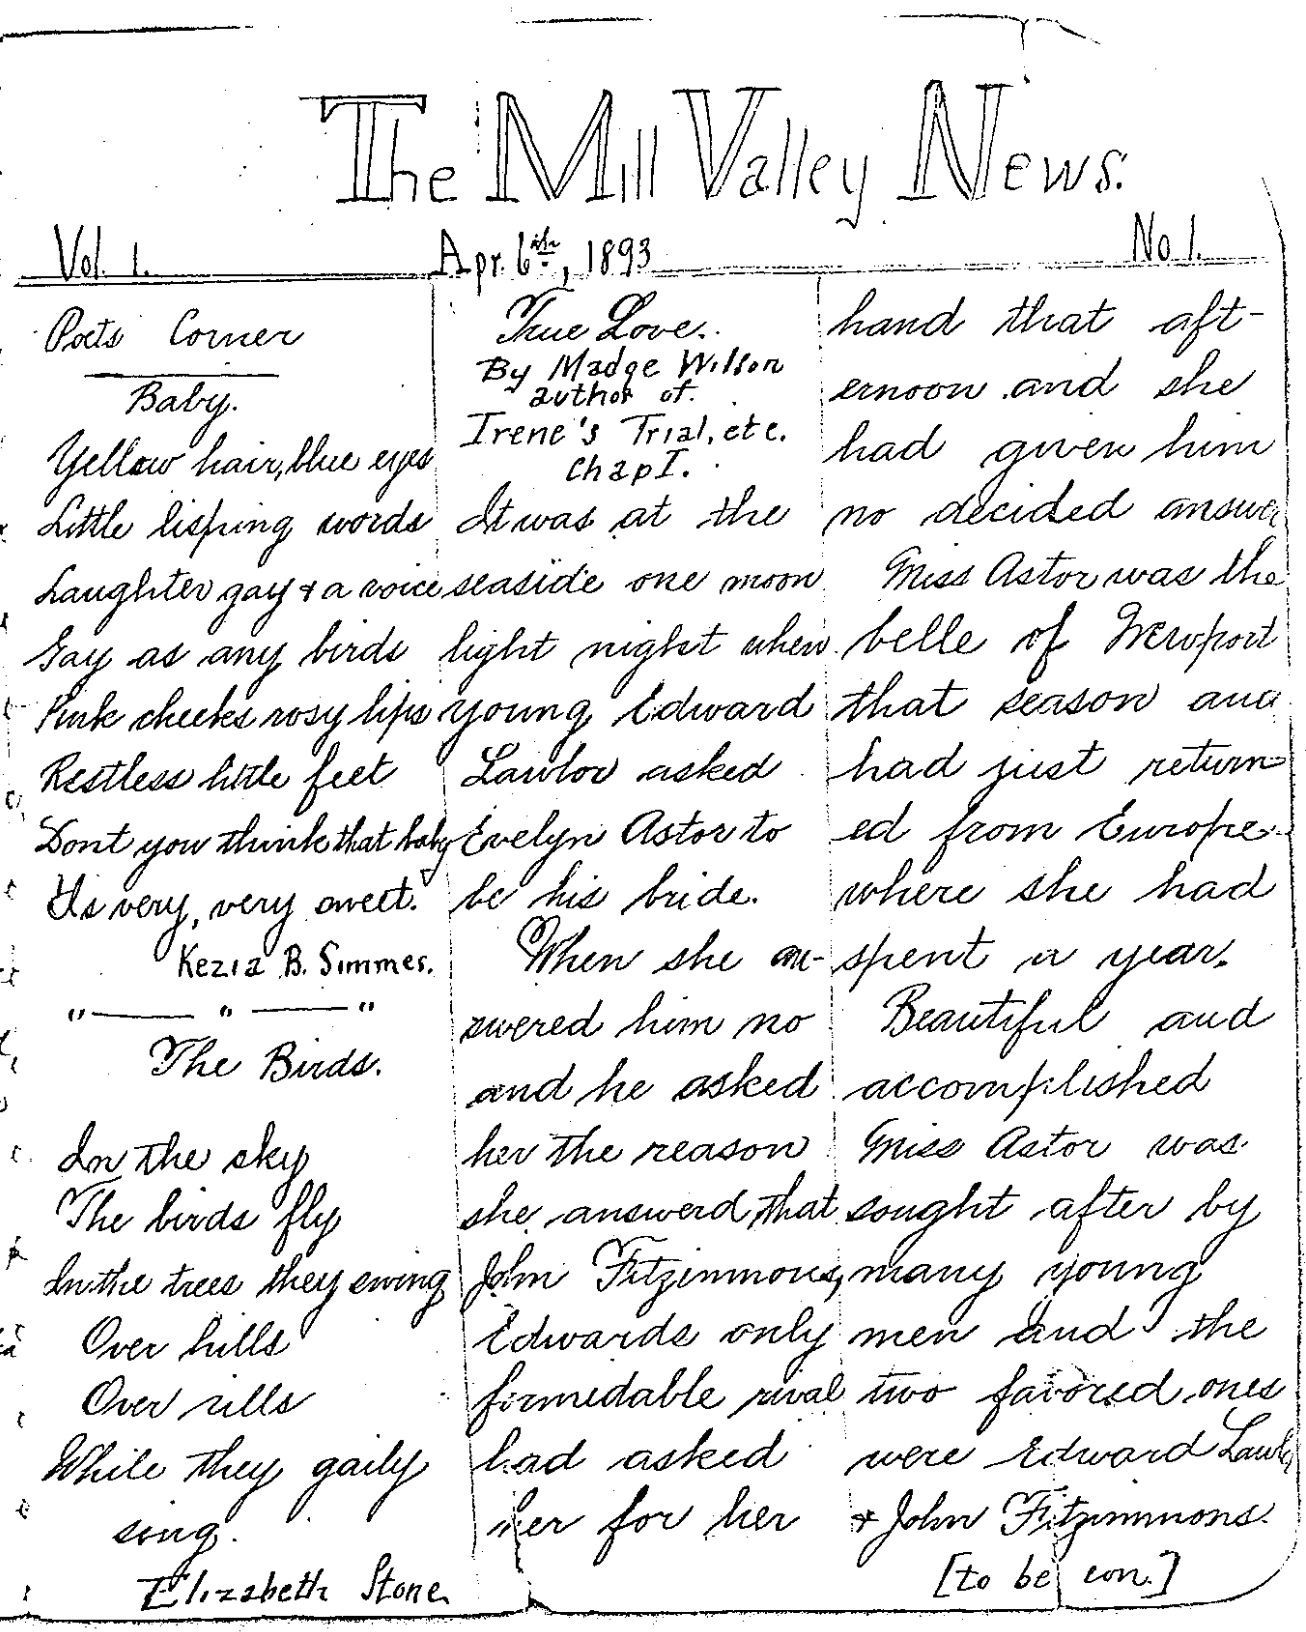 The Mill Valley News.
Vol. 1.
Apr. 6th, 1893
No 1.
Poets Corner
Baby.
Yellow hair, blue eyes
Little lisping words
Laughter gay & a voice
Gay as any birds
Pink cheeks rosy lips
Restless little feet
Dont you think that baby
Is very, very sweet.
Kezia B. Simmes.
" — " — "
The Birds.
In the sky
The birds fly
In the trees they swing
Over hills
Over rills
While they gaily
song.
Elizabeth Stone
True Love.
By Madge Wilson
author of.
Irene's Trial, etc.
Chap I.
It was at the
seaside one moon
light night when
young Edward
Lawlor asked
Evelyn Astor to
be his bride.
When she an-
swered him no
and he asked
her the reason
she answerd that
John Fitzimmons,
Edwards only
formedable rival
had asked
her for her
hand that aft-
ernoon and she
had given him
no decided answer
Miss Astor was the
belle of Newport
that season and
had just return
ed from Europe
where she had
spent a year.
Beautiful and
accomplished
Miss Astor was
sought after by
many young
men and the
two favored ones
were Edward Lawlo
& John Fitzimmons.
[to be con.]